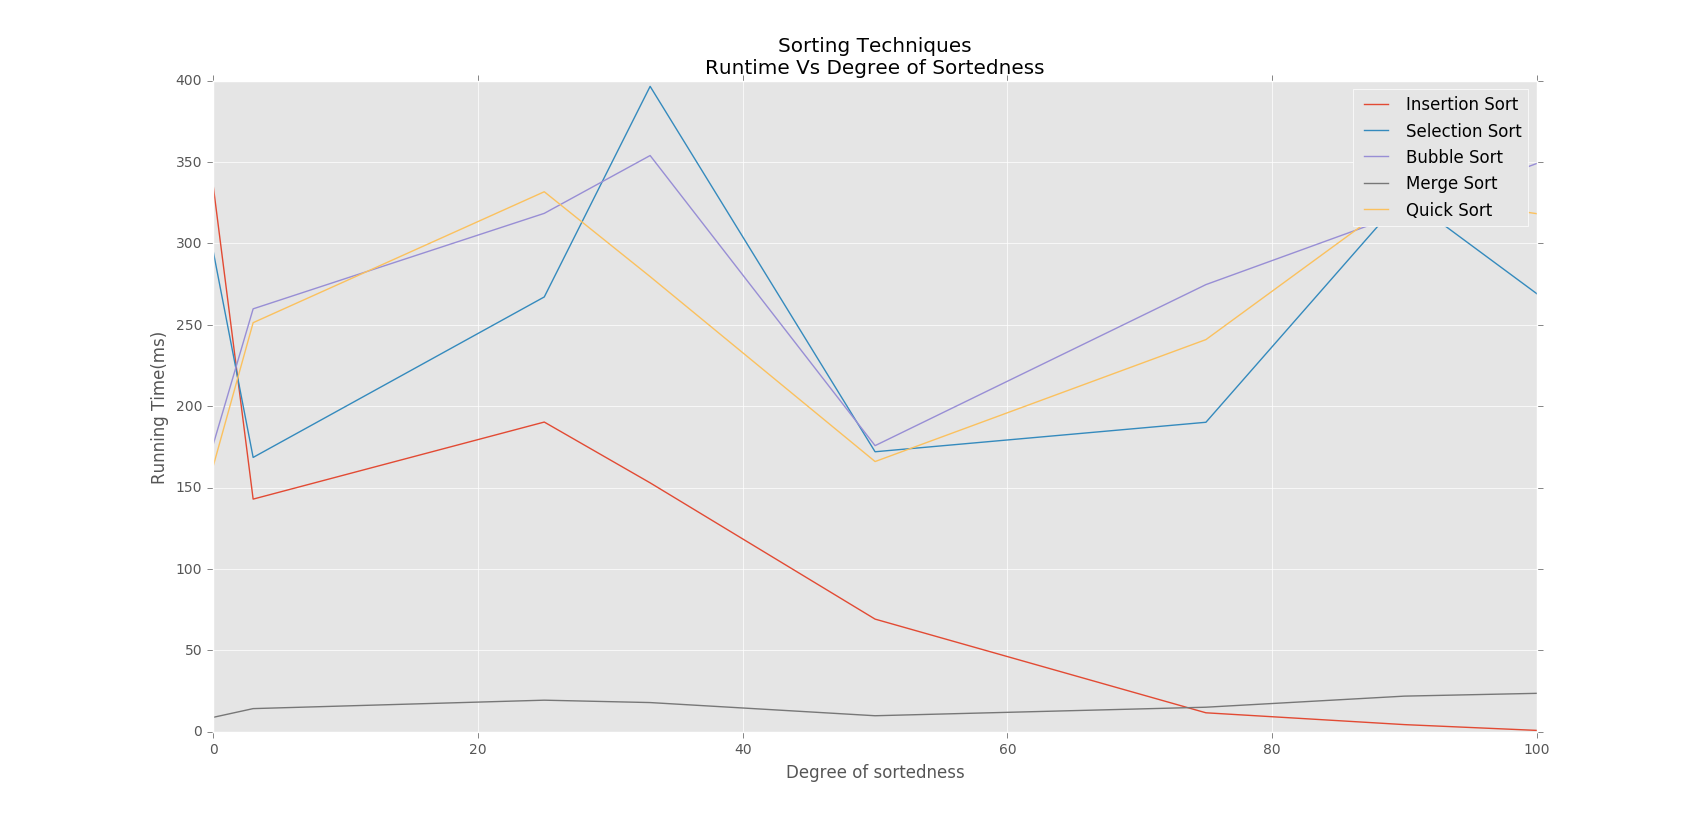 Sorting Techniques
Runtime Vs Degree of Sortedness
400
350
300
250
200
150
100
50
0
Running Time(ms)
Insertion Sort
Selection Sort
Bubble Sort
Merge Sort
Quick Sort
0 20 40 60 80 100
Degree of sortedness